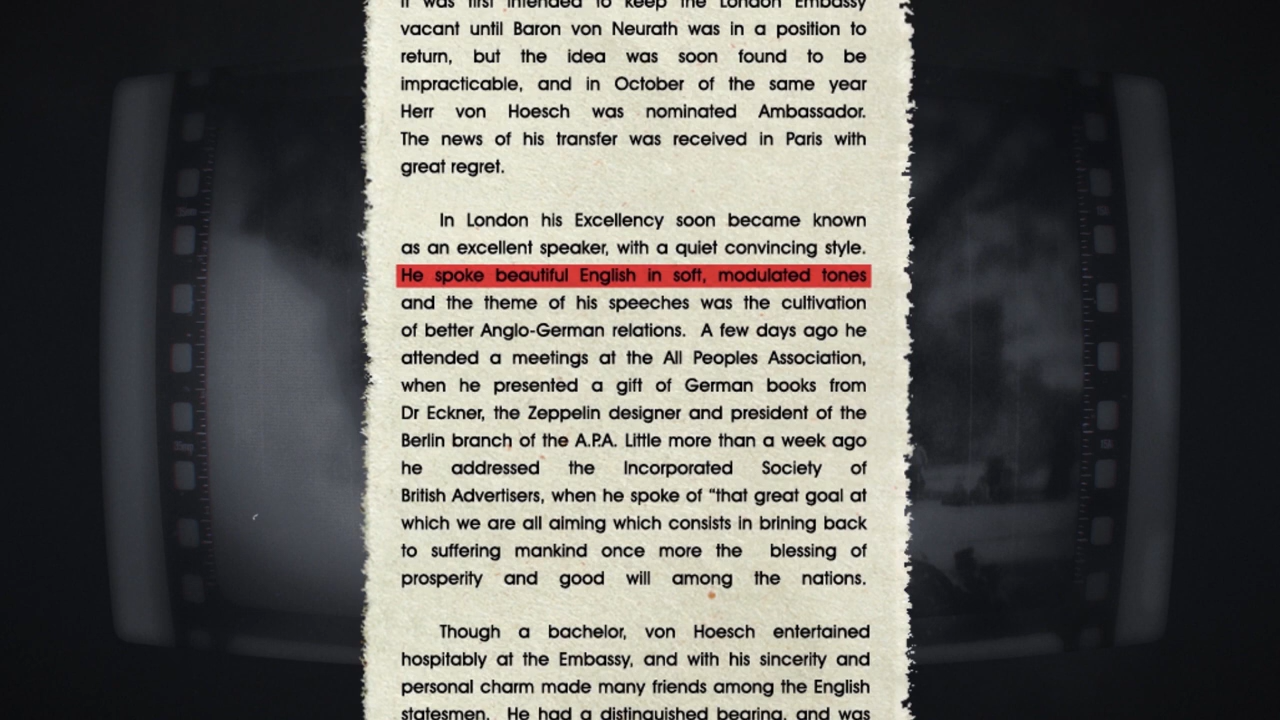 It was first intended to keep the London Embassy
vacant until Baron von Neurath was in a position to
return, but the idea was soon found to be
impracticable, and in October of the same year
Herr von Hoesch was nominated Ambassador.
The news of his transfer was received in Paris with
great regret.
In London his Excellency soon became known
as an excellent speaker, with a quiet convincing style.
He spoke beautiful English in soft, modulated tones
and the theme of his speeches was the cultivation
of better Anglo-German relations. A few days ago he
attended a meetings at the All Peoples Association,
when he presented a gift of German books from
Dr Eckner, the Zeppelin designer and president of the
Berlin branch of the A.P.A. Little more than a week ago
he addressed the Incorporated Society of
British Advertisers, when he spoke of “that great goal at
which we are all aiming which consists in brining back
to suffering mankind once more the blessing of
prosperity and good will among the nations.
Though a bachelor, von Hoesch entertained
hospitably at the Embassy, and with his sincerity and
personal charm made many friends among the English
statesmen. He had a distinguished bearing, and was